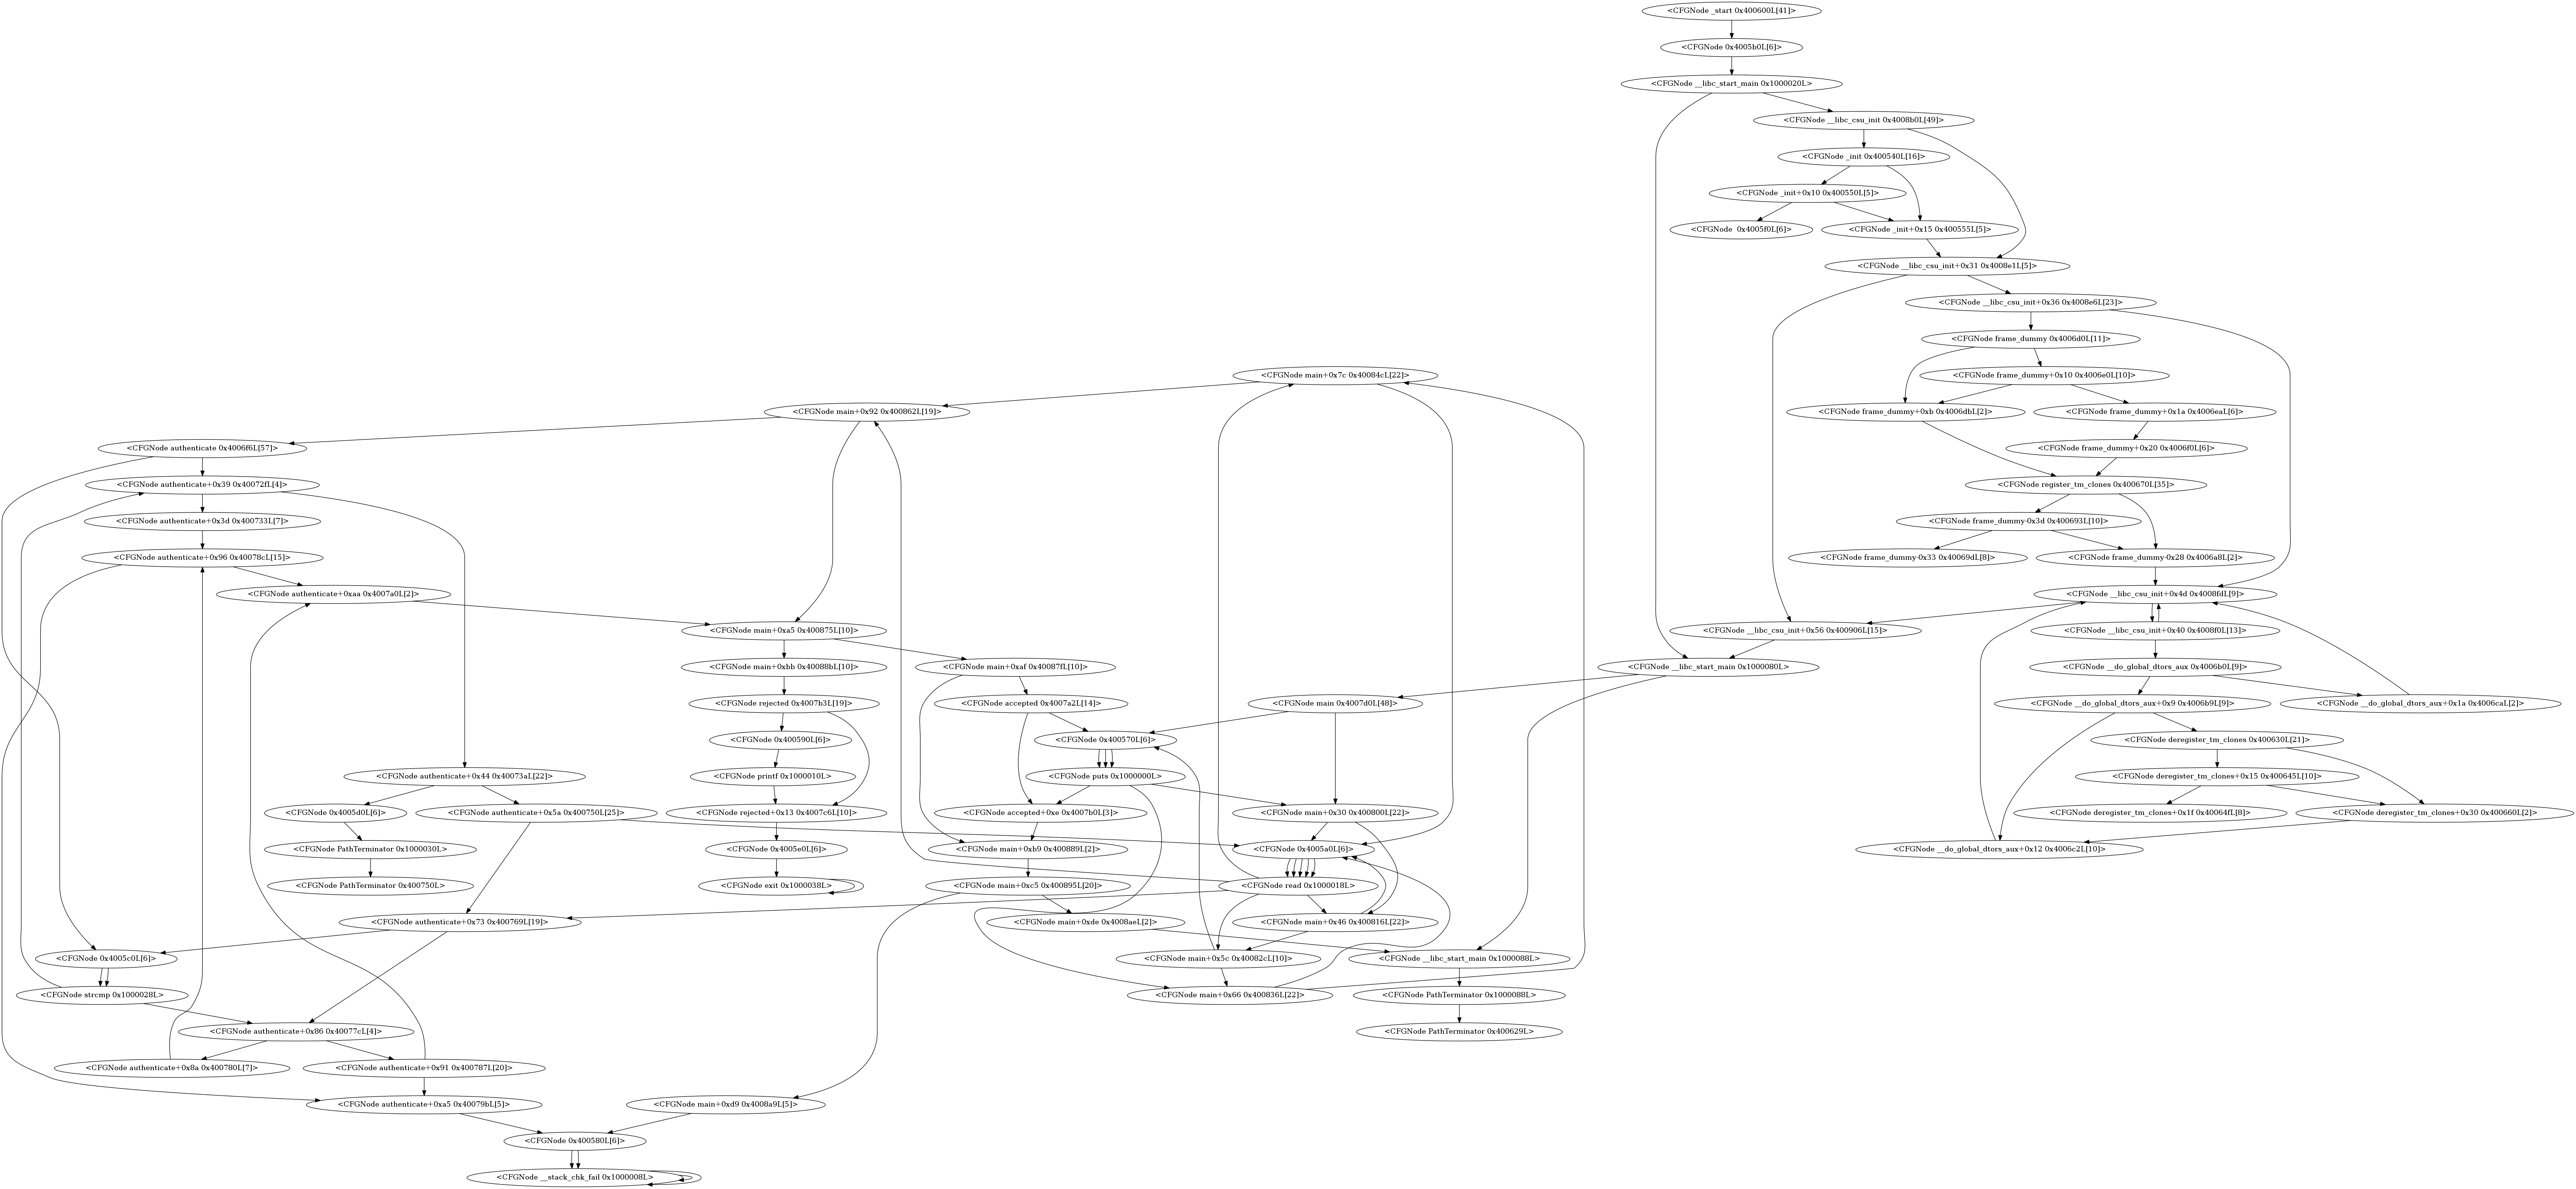 <CFGNode _start 0x400600L[41]>
<CFGNode 0x4005b0L[6]>
<CFGNode __libc_start_main 0x1000020L>
<CFGNode __libc_csu_init 0x4008b0L[49]>
<CFGNode _init 0x400540L[16]>
<CFGNode _init+0x10 0x400550L[5]>
<CFGNode  0x4005f0L[6]>
<CFGNode _init+0x15 0x400555L[5]>
<CFGNode __libc_csu_init+0x31 0x4008e1L[5]>
<CFGNode __libc_csu_init+0x36 0x4008e6L[23]>
<CFGNode frame_dummy 0x4006d0L[11]>
<CFGNode main+0x7c 0x40084cL[22]>
<CFGNode frame_dummy+0x10 0x4006e0L[10]>
<CFGNode main+0x92 0x400862L[19]>
<CFGNode frame_dummy+0xb 0x4006dbL[2]>
<CFGNode frame_dummy+0x1a 0x4006eaL[6]>
<CFGNode authenticate 0x4006f6L[57]>
<CFGNode frame_dummy+0x20 0x4006f0L[6]>
<CFGNode authenticate+0x39 0x40072fL[4]>
<CFGNode register_tm_clones 0x400670L[35]>
<CFGNode authenticate+0x3d 0x400733L[7]>
<CFGNode frame_dummy-0x3d 0x400693L[10]>
<CFGNode authenticate+0x96 0x40078cL[15]>
<CFGNode frame_dummy-0x33 0x40069dL[8]>
<CFGNode frame_dummy-0x28 0x4006a8L[2]>
<CFGNode authenticate+0xaa 0x4007a0L[2]>
<CFGNode __libc_csu_init+0x4d 0x4008fdL[9]>
<CFGNode main+0xa5 0x400875L[10]>
<CFGNode __libc_csu_init+0x56 0x400906L[15]>
<CFGNode __libc_csu_init+0x40 0x4008f0L[13]>
<CFGNode main+0xbb 0x40088bL[10]>
<CFGNode main+0xaf 0x40087fL[10]>
<CFGNode __libc_start_main 0x1000080L>
<CFGNode __do_global_dtors_aux 0x4006b0L[9]>
<CFGNode rejected 0x4007b3L[19]>
<CFGNode accepted 0x4007a2L[14]>
<CFGNode main 0x4007d0L[48]>
<CFGNode __do_global_dtors_aux+0x9 0x4006b9L[9]>
<CFGNode __do_global_dtors_aux+0x1a 0x4006caL[2]>
<CFGNode 0x400590L[6]>
<CFGNode 0x400570L[6]>
<CFGNode deregister_tm_clones 0x400630L[21]>
<CFGNode authenticate+0x44 0x40073aL[22]>
<CFGNode printf 0x1000010L>
<CFGNode puts 0x1000000L>
<CFGNode deregister_tm_clones+0x15 0x400645L[10]>
<CFGNode 0x4005d0L[6]>
<CFGNode authenticate+0x5a 0x400750L[25]>
<CFGNode rejected+0x13 0x4007c6L[10]>
<CFGNode accepted+0xe 0x4007b0L[3]>
<CFGNode main+0x30 0x400800L[22]>
<CFGNode deregister_tm_clones+0x1f 0x40064fL[8]>
<CFGNode deregister_tm_clones+0x30 0x400660L[2]>
<CFGNode PathTerminator 0x1000030L>
<CFGNode 0x4005e0L[6]>
<CFGNode main+0xb9 0x400889L[2]>
<CFGNode 0x4005a0L[6]>
<CFGNode __do_global_dtors_aux+0x12 0x4006c2L[10]>
<CFGNode PathTerminator 0x400750L>
<CFGNode exit 0x1000038L>
<CFGNode main+0xc5 0x400895L[20]>
<CFGNode read 0x1000018L>
<CFGNode authenticate+0x73 0x400769L[19]>
<CFGNode main+0xde 0x4008aeL[2]>
<CFGNode main+0x46 0x400816L[22]>
<CFGNode 0x4005c0L[6]>
<CFGNode main+0x5c 0x40082cL[10]>
<CFGNode __libc_start_main 0x1000088L>
<CFGNode strcmp 0x1000028L>
<CFGNode main+0x66 0x400836L[22]>
<CFGNode PathTerminator 0x1000088L>
<CFGNode authenticate+0x86 0x40077cL[4]>
<CFGNode PathTerminator 0x400629L>
<CFGNode authenticate+0x8a 0x400780L[7]>
<CFGNode authenticate+0x91 0x400787L[20]>
<CFGNode authenticate+0xa5 0x40079bL[5]>
<CFGNode main+0xd9 0x4008a9L[5]>
<CFGNode 0x400580L[6]>
<CFGNode __stack_chk_fail 0x1000008L>